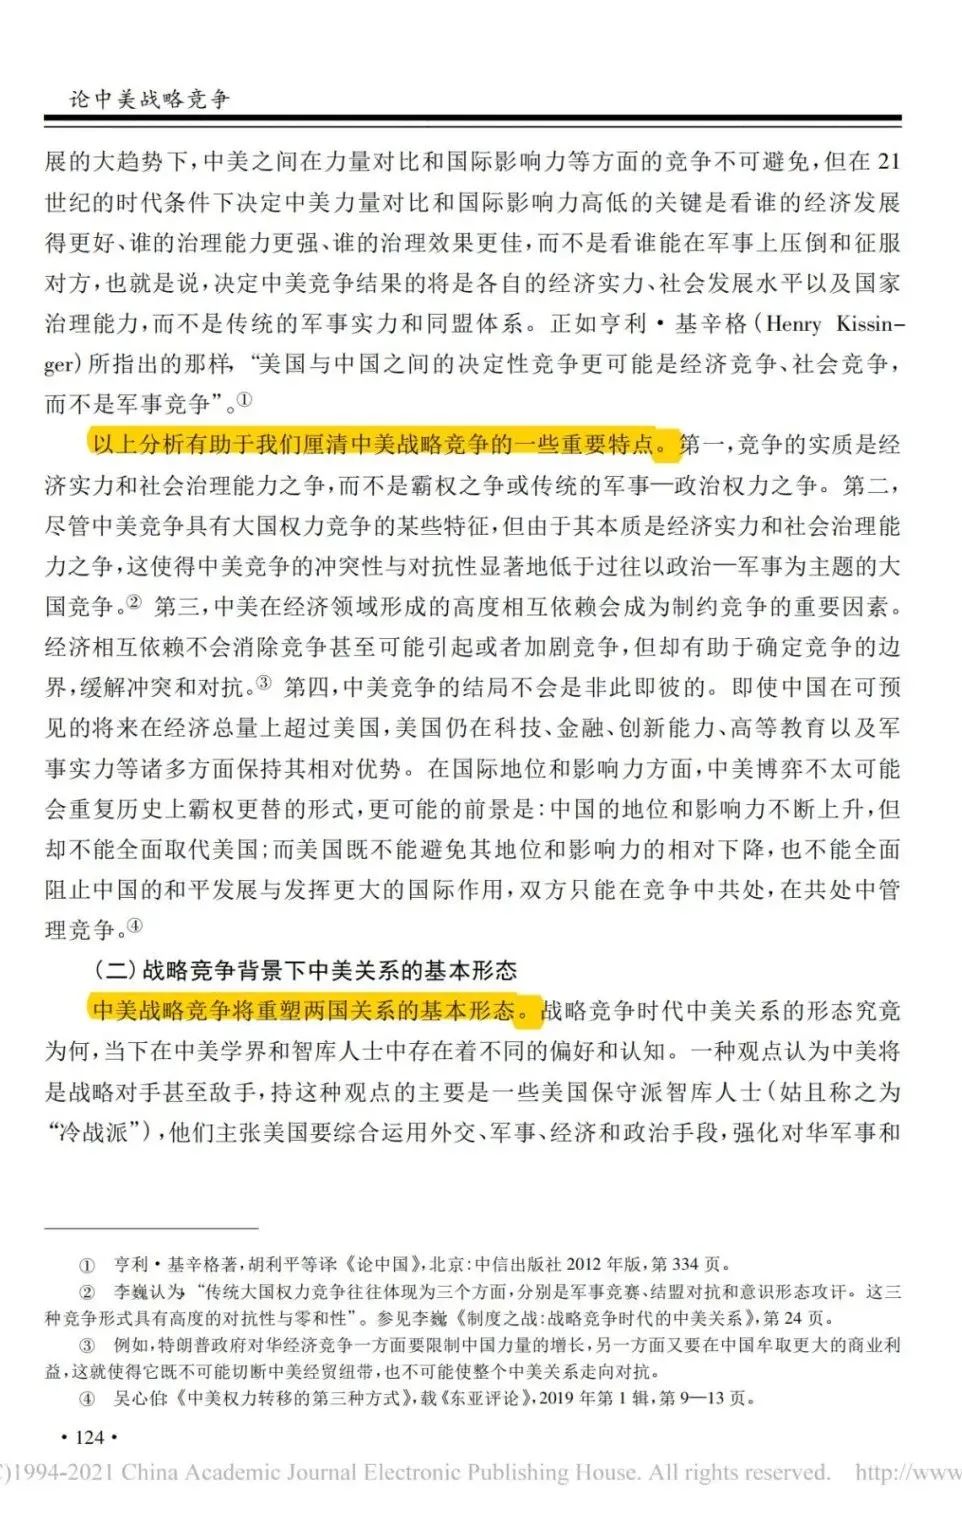 论中美战略竞争
展的大趋势下,中美之间在力量对比和国际影响力等方面的竞争不可避免,但在 21
世纪的时代条件下决定中美力量对比和国际影响力高低的关键是看谁的经济发展
得更好、谁的治理能力更强、谁的治理效果更佳,而不是看谁能在军事上压倒和征服
对方,也就是说,决定中美竞争结果的将是各自的经济实力、社会发展水平以及国家
治理能力,而不是传统的军事实力和同盟体系。正如亨利·基辛格(Henry Kissin-
ger)所指出的那样,“美国与中国之间的决定性竞争更可能是经济竞争、社会竞争,
而不是军事竞争”。①
以上分析有助于我们厘清中美战略竞争的一些重要特点。第一,竞争的实质是经
济实力和社会治理能力之争,而不是霸权之争或传统的军事—政治权力之争。第二,
尽管中美竞争具有大国权力竞争的某些特征,但由于其本质是经济实力和社会治理能
力之争,这使得中美竞争的冲突性与对抗性显著地低于过往以政治—军事为主题的大
国竞争。② 第三,中美在经济领域形成的高度相互依赖会成为制约竞争的重要因素。
经济相互依赖不会消除竞争甚至可能引起或者加剧竞争,但却有助于确定竞争的边
界,缓解冲突和对抗。③ 第四,中美竞争的结局不会是非此即彼的。即使中国在可预
见的将来在经济总量上超过美国,美国仍在科技、金融、创新能力、高等教育以及军
事实力等诸多方面保持其相对优势。在国际地位和影响力方面,中美博弈不太可能
会重复历史上霸权更替的形式,更可能的前景是:中国的地位和影响力不断上升,但
却不能全面取代美国;而美国既不能避免其地位和影响力的相对下降,也不能全面
阻止中国的和平发展与发挥更大的国际作用,双方只能在竞争中共处,在共处中管
理竞争。④
(二)战略竞争背景下中美关系的基本形态
中美战略竞争将重塑两国关系的基本形态。战略竞争时代中美关系的形态究竟
为何,当下在中美学界和智库人士中存在着不同的偏好和认知。一种观点认为中美将
是战略对手甚至敌手,持这种观点的主要是一些美国保守派智库人士(姑且称之为
“冷战派”),他们主张美国要综合运用外交、军事、经济和政治手段,强化对华军事和
① 亨利·基辛格著,胡利平等译:《论中国》,北京:中信出版社 2012 年版,第 334 页。
② 李巍认为,“传统大国权力竞争往往体现为三个方面,分别是军事竞赛、结盟对抗和意识形态攻讦。这三
种竞争形式具有高度的对抗性与零和性”。参见李巍《制度之战:战略竞争时代的中美关系》,第 24 页。
③ 例如,特朗普政府对华经济竞争一方面要限制中国力量的增长,另一方面又要在中国牟取更大的商业利
益,这就使得它既不可能切断中美经贸纽带,也不可能使整个中美关系走向对抗。
④ 吴心伯:《中美权力转移的第三种方式》,载《东亚评论》,2019 年第 1 辑,第 9—13 页。
·124·
C)1994-2021 China Academic Journal Electronic Publishing House. All rights reserved. http://www